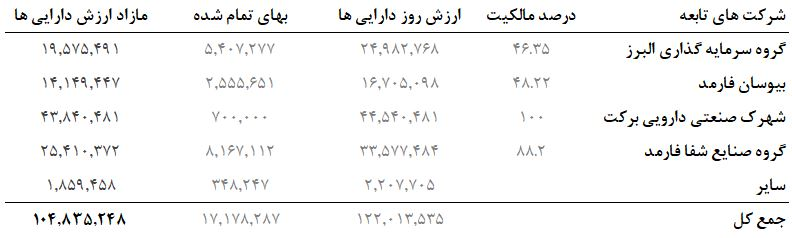 شرکت های تابعه درصد مالکیت ارزش روز دارایی ها بهای تمام شده مازاد ارزش دارایی ها
گروه سرمایه گذاری البرز ۴۶.۳۵ ۲۴,۹۸۲,۷۶۸ ۵,۴۰۷,۲۷۷ ۱۹,۵۷۵,۴۹۱
بیوسان فارمد ۴۸.۲۲ ۱۶,۷۰۵,۰۹۸ ۲,۵۵۵,۶۵۱ ۱۴,۱۴۹,۴۴۷
شهرک صنعتی دارویی برکت ۱۰۰ ۴۴,۵۴۰,۴۸۱ ۷۰۰,۰۰۰ ۴۳,۸۴۰,۴۸۱
گروه صنایع شفا فارمد ۸۸.۲ ۳۳,۵۷۷,۴۸۴ ۸,۱۶۷,۱۱۲ ۲۵,۴۱۰,۳۷۲
سایر ۲,۲۰۷,۷۰۵ ۳۴۸,۲۴۷ ۱,۸۵۹,۴۵۸
جمع کل ۱۲۲,۰۱۳,۵۳۵ ۱۷,۱۷۸,۲۸۷ ۱۰۴,۸۳۵,۲۴۸